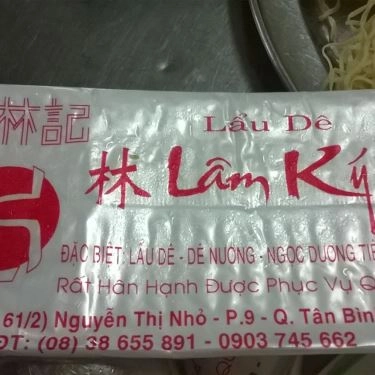 林記
Lẩu Dê
林 Lâm Ký
ĐẶC BIỆT: LẨU DÊ - DÊ NƯỚNG - NGỌC DƯƠNG TIỀ
Rất Hân Hạnh Được Phục Vụ Q
61/2) Nguyễn Thị Nhỏ - P.9 - Q. Tân Bìn
ĐT: (08) 38 655 891 - 0903 745 662